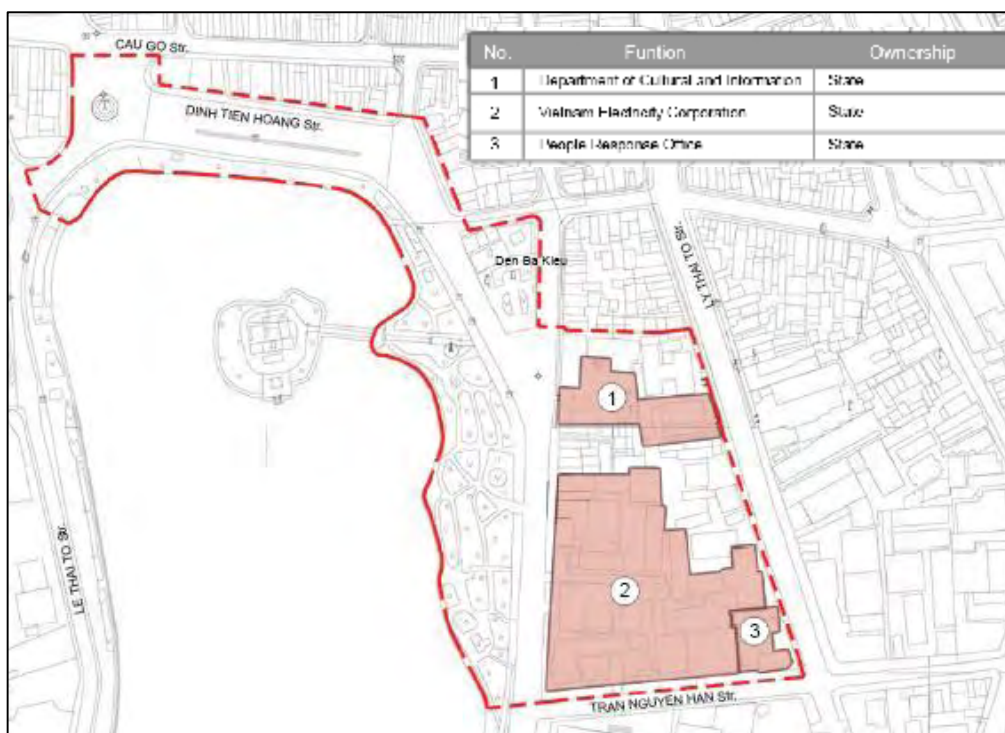 CAU GO Str.
No. Funtion Ownership
1 Department of Cultural and Information State
2 Vietnam Electricity Corporation State
3 People Response Office State
DINH TIEN HOANG Str.
LY THAI TO Str.
Den Ba Kieu
1
2
3
LE THAI TO Str.
TRAN NGUYEN HAN Str.